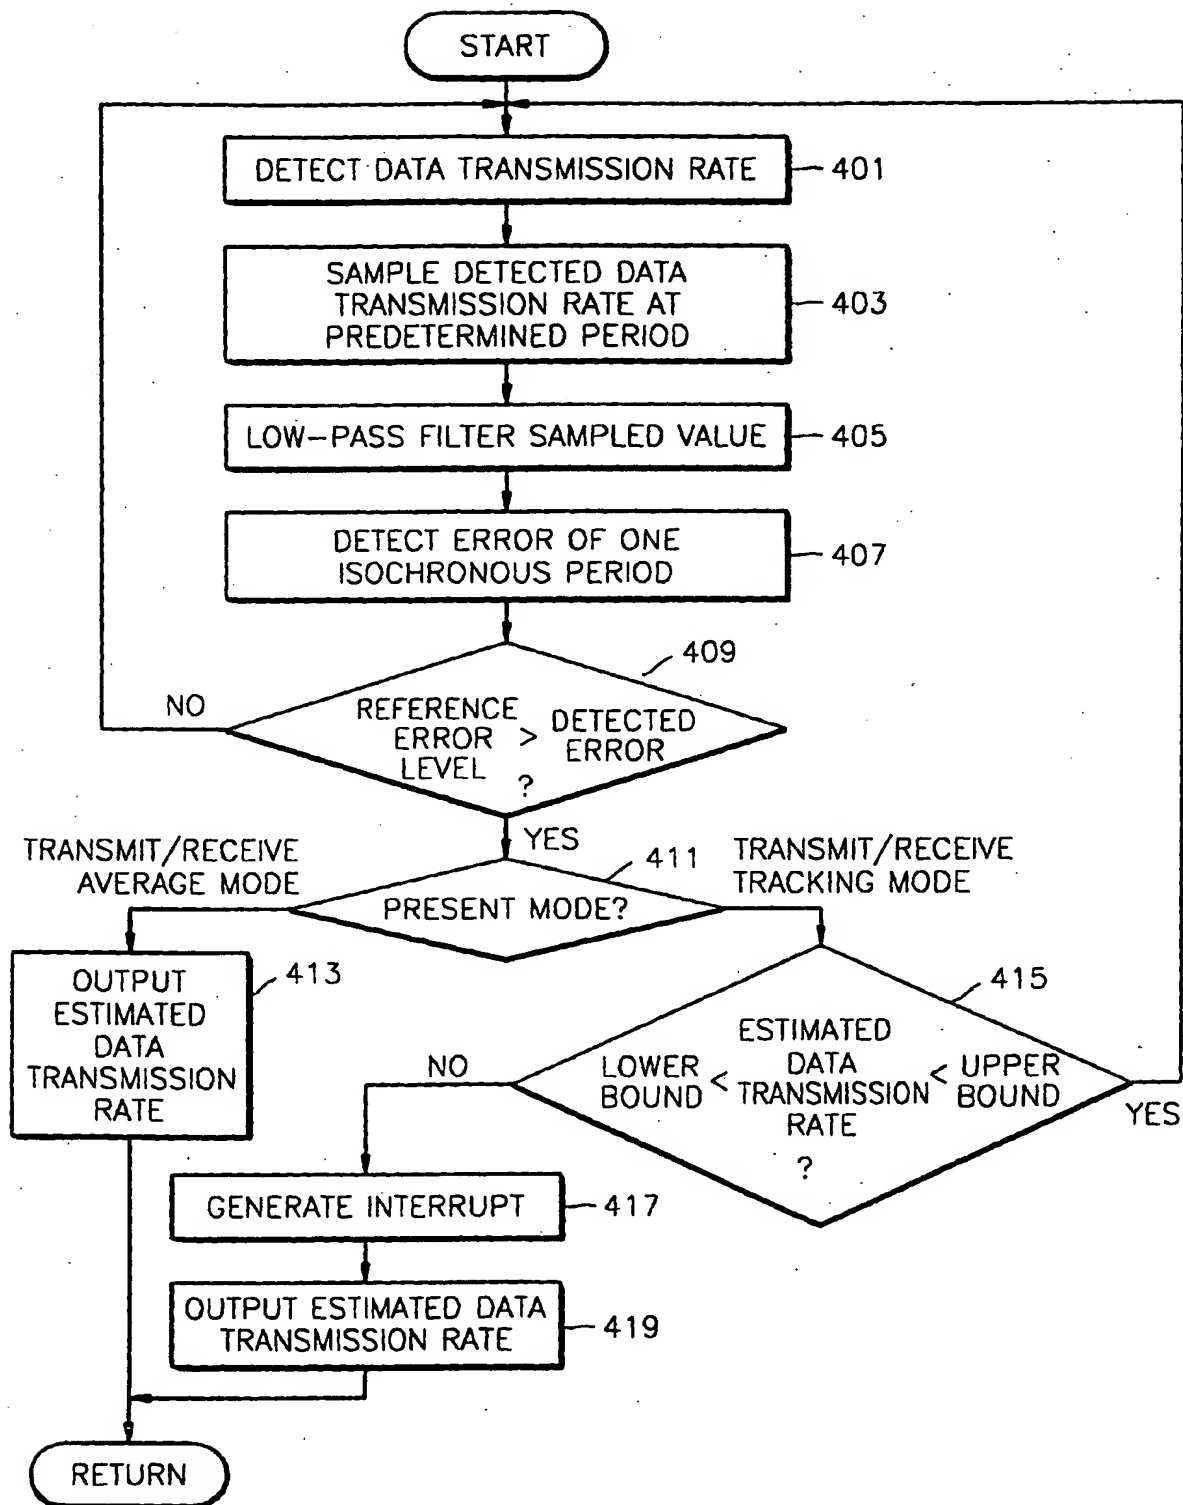 START
DETECT DATA TRANSMISSION RATE
401
SAMPLE DETECTED DATA
TRANSMISSION RATE AT
PREDETERMINED PERIOD
403
LOW-PASS FILTER SAMPLED VALUE
405
DETECT ERROR OF ONE
ISOCHRONOUS PERIOD
407
409
NO
REFERENCE
ERROR
LEVEL
>
DETECTED
ERROR
?
YES
TRANSMIT/RECEIVE
AVERAGE MODE
411
TRANSMIT/RECEIVE
TRACKING MODE
PRESENT MODE?
OUTPUT
ESTIMATED
DATA
TRANSMISSION
RATE
413
415
NO
LOWER
BOUND
<
ESTIMATED
DATA
TRANSMISSION
RATE
<
UPPER
BOUND
?
YES
GENERATE INTERRUPT
417
OUTPUT ESTIMATED DATA
TRANSMISSION RATE
419
RETURN